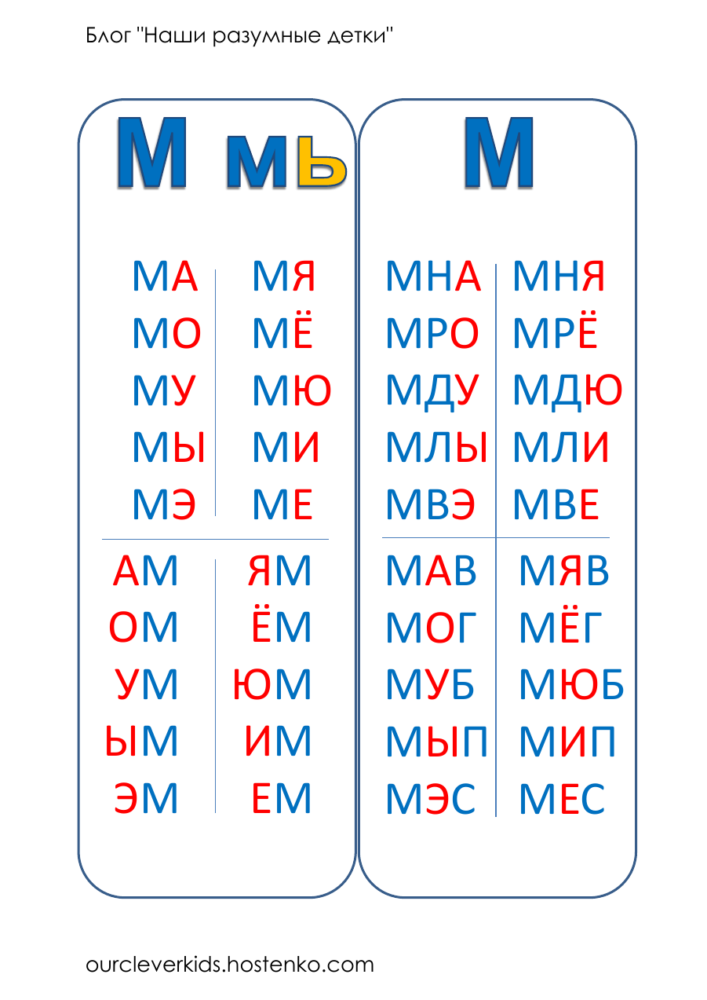 Блог "Наши разумные детки"
М мь
МА МЯ
МО МЁ
МУ МЮ
МЫ МИ
МЭ МЕ
АМ ЯМ
ОМ ЁМ
УМ ЮМ
ЫМ ИМ
ЭМ ЕМ
М
МНА МНЯ
МРО МРЁ
МДУ МДЮ
МЛЫ МЛИ
МВЭ МВЕ
МАВ МЯВ
МОГ МЁГ
МУБ МЮБ
МЫП МИП
МЭС МЕС
ourcleverkids.hostenko.com